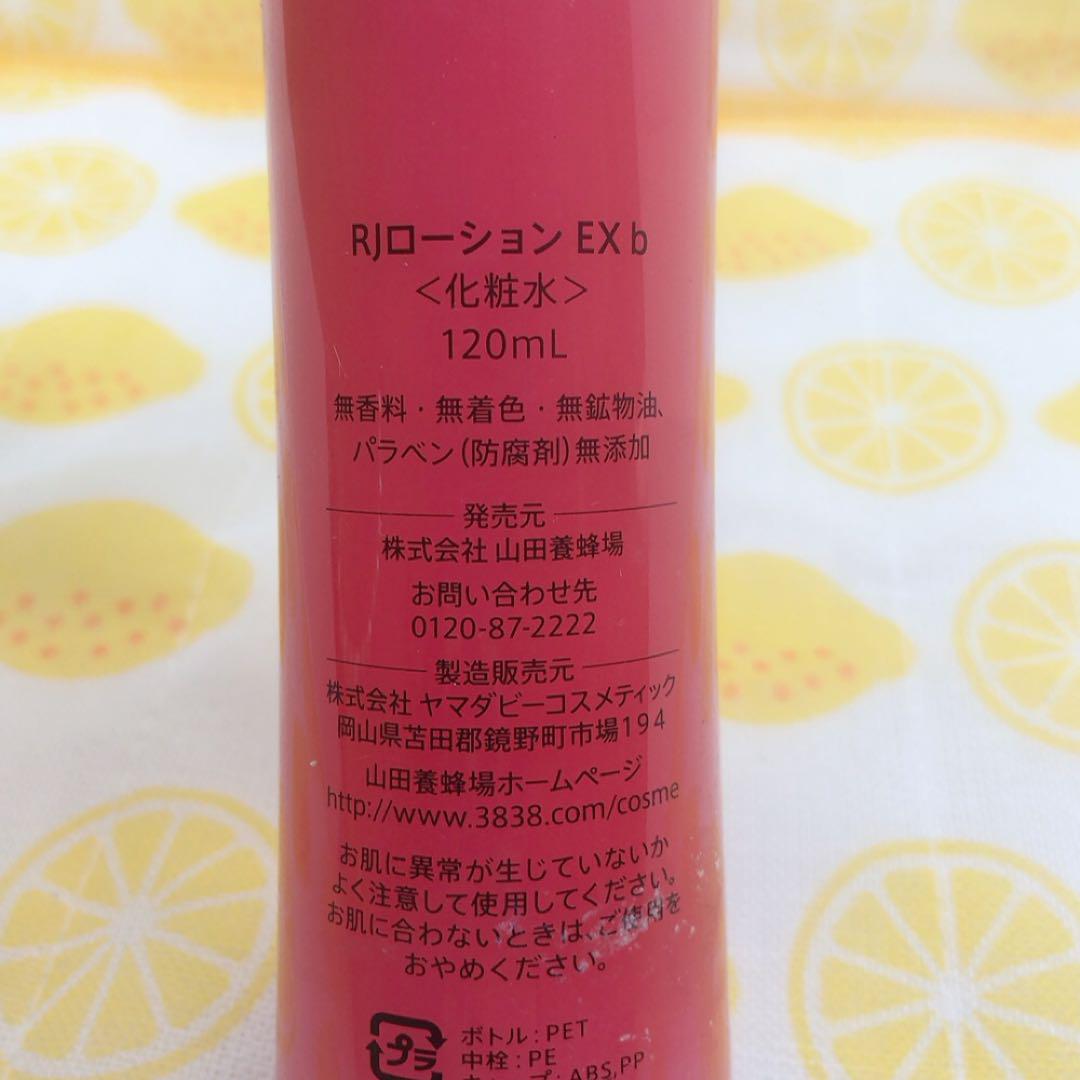 RJローション EX b
<化粧水>
120mL
無香料・無着色・無鉱物油、
パラベン(防腐剤)無添加
発売元
株式会社 山田養蜂場
お問い合わせ先
0120-87-2222
製造販売元
株式会社 ヤマダビーコスメティック
岡山県苫田郡鏡野町市場194
山田養蜂場ホームページ
http://www.3838.com/cosme
お肌に異常が生じていないか
よく注意して使用してください。
お肌に合わないときは、ご使用を
おやめください。
プラ
ボトル:PET
中栓:PE
キャップ:ABS,PP